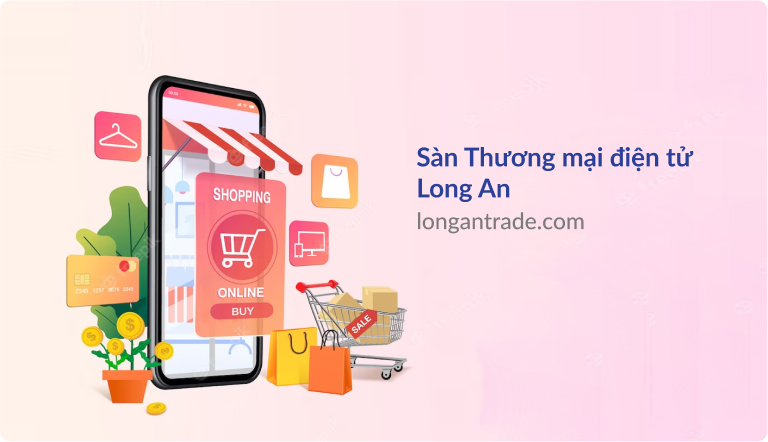 SHOPPING
ONLINE
BUY
SALE
Sàn Thương mại điện tử
Long An
longantrade.com